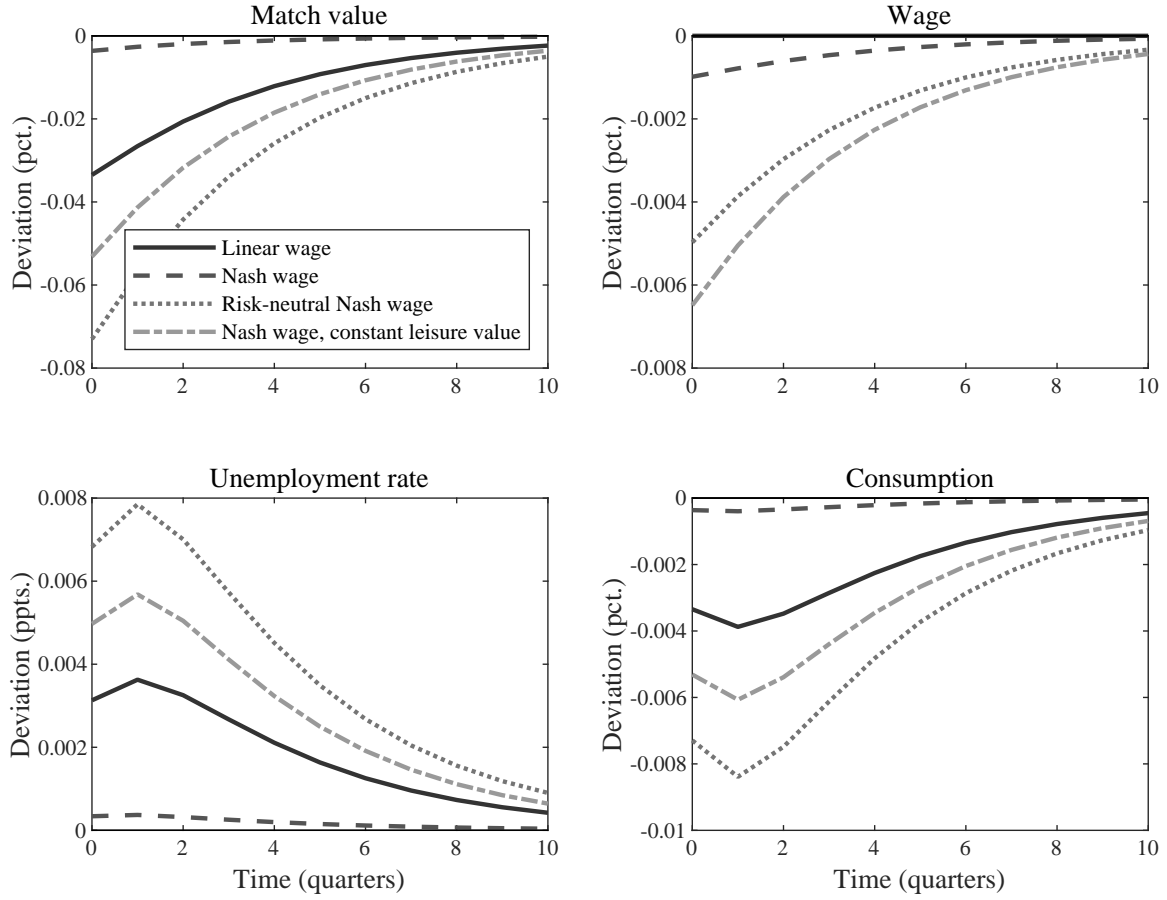 Match value
Deviation (pct.)
0
-0.02
-0.04
-0.06
-0.08
0 2 4 6 8 10
Linear wage
Nash wage
Risk-neutral Nash wage
Nash wage, constant leisure value
Wage
Deviation (pct.)
0
-0.002
-0.004
-0.006
-0.008
0 2 4 6 8 10
Unemployment rate
Deviation (ppts.)
0.008
0.006
0.004
0.002
0
0 2 4 6 8 10
Time (quarters)
Consumption
Deviation (pct.)
0
-0.002
-0.004
-0.006
-0.008
-0.01
0 2 4 6 8 10
Time (quarters)